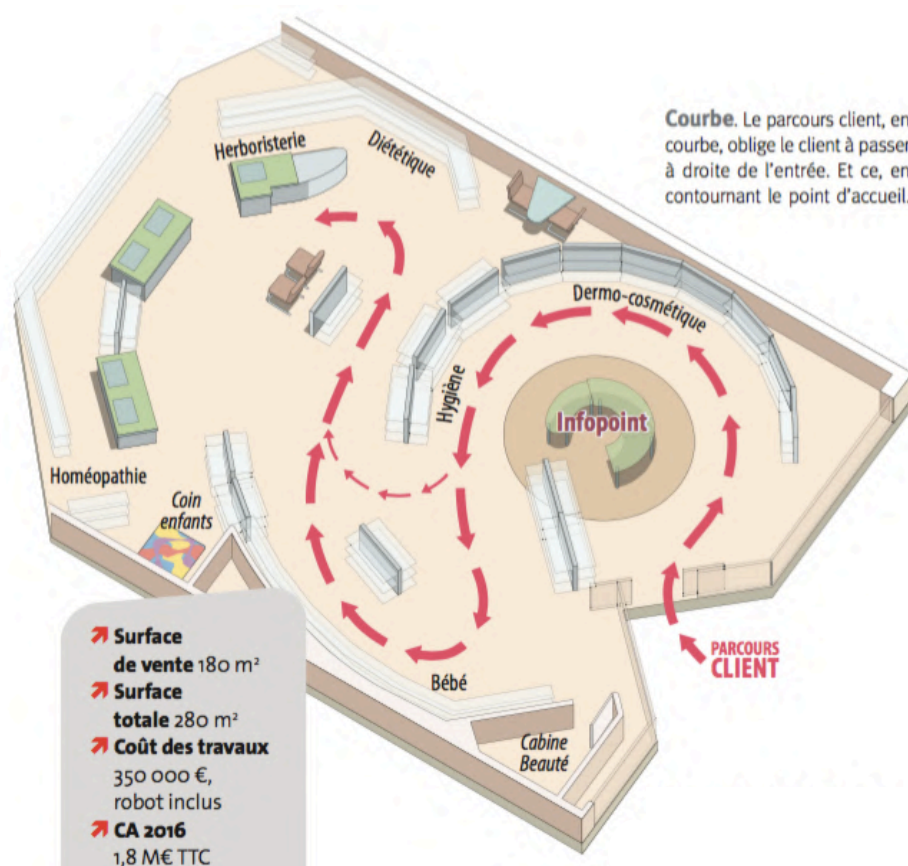 Courbe. Le parcours client, en
courbe, oblige le client à passer
à droite de l'entrée. Et ce, en
contournant le point d'accueil.
Herboristerie
Diététique
Dermo-cosmétique
Hygiène
Infopoint
Homéopathie
Coin
enfants
PARCOURS
CLIENT
Bébé
Cabine
Beauté
Surface
de vente 180 m²
Surface
totale 280 m²
Coût des travaux
350 000 €,
robot inclus
CA 2016
1,8 M€ TTC